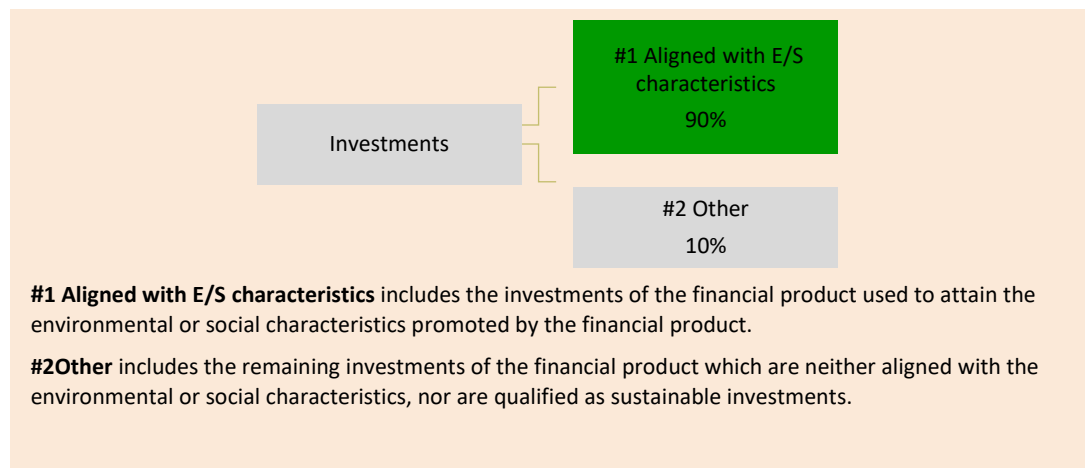 #1 Aligned with E/S
characteristics
90%
Investments
#2 Other
10%
#1 Aligned with E/S characteristics includes the investments of the financial product used to attain the
environmental or social characteristics promoted by the financial product.
#2Other includes the remaining investments of the financial product which are neither aligned with the
environmental or social characteristics, nor are qualified as sustainable investments.